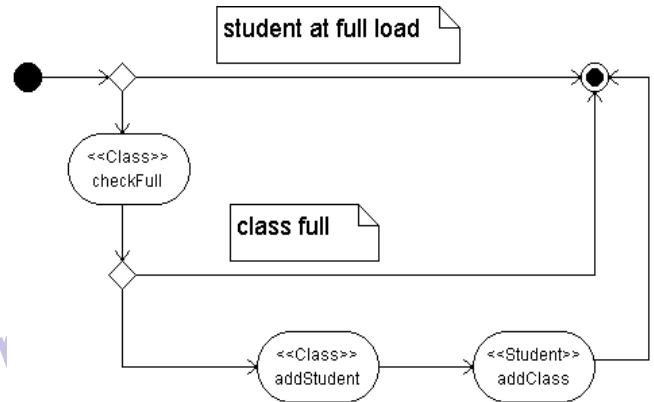 student at full load
<<Class>>
checkFull
class full
<<Class>>
addStudent
<<Student>>
addClass